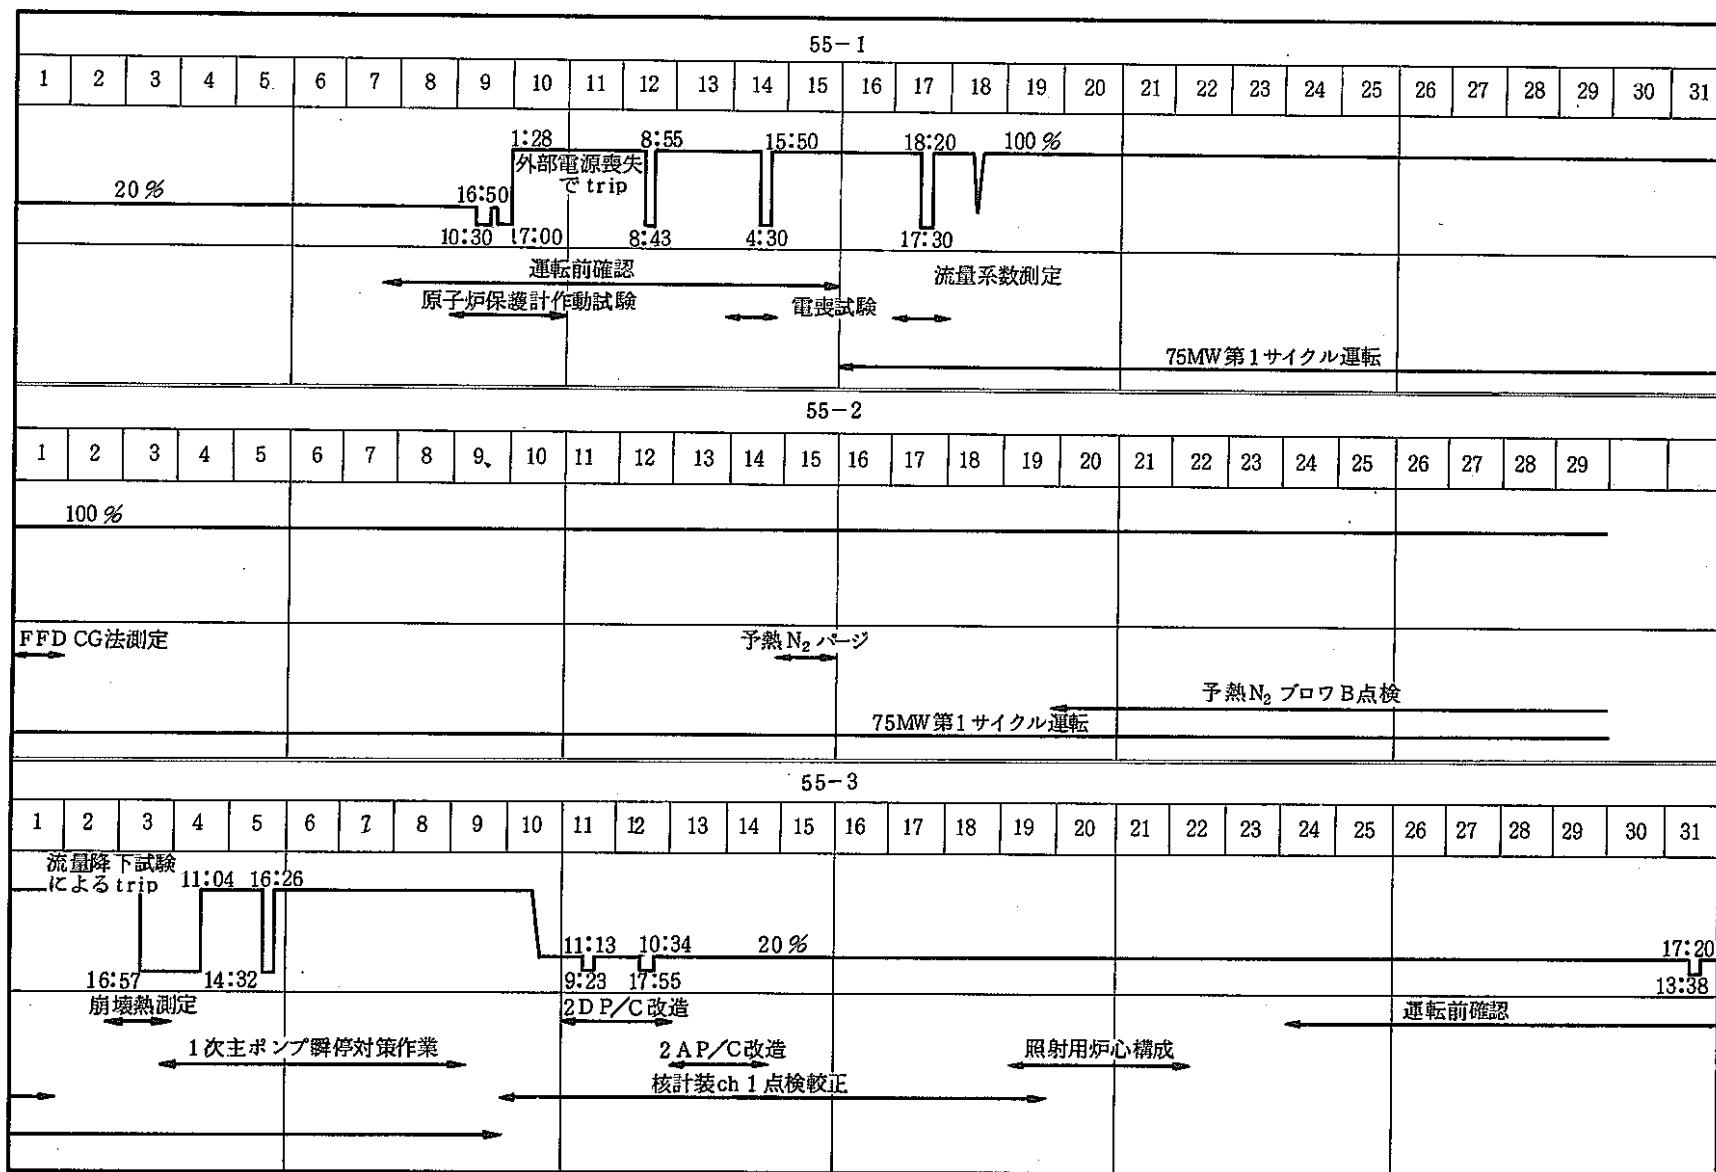 55-1
1 2 3 4 5 6 7 8 9 10 11 12 13 14 15 16 17 18 19 20 21 22 23 24 25 26 27 28 29 30 31
1:28 8:55 15:50 18:20 100%
外部電源喪失
でtrip
20% 16:50
10:30 17:00 8:43 4:30 17:30
運転前確認 流量系数測定
原子炉保護計作動試験 電喪試験
75MW第1サイクル運転
55-2
1 2 3 4 5 6 7 8 9 10 11 12 13 14 15 16 17 18 19 20 21 22 23 24 25 26 27 28 29
100%
FFD CG法測定 予熱N₂パージ
予熱N₂ブロワB点検
75MW第1サイクル運転
55-3
1 2 3 4 5 6 7 8 9 10 11 12 13 14 15 16 17 18 19 20 21 22 23 24 25 26 27 28 29 30 31
流量降下試験
によるtrip 11:04 16:26
11:13 10:34 20% 17:20
16:57 14:32 9:23 17:55 13:38
崩壊熱測定 2D P/C改造 運転前確認
1次主ポンプ瞬停対策作業 2A P/C改造 照射用炉心構成
核計装ch1点検較正